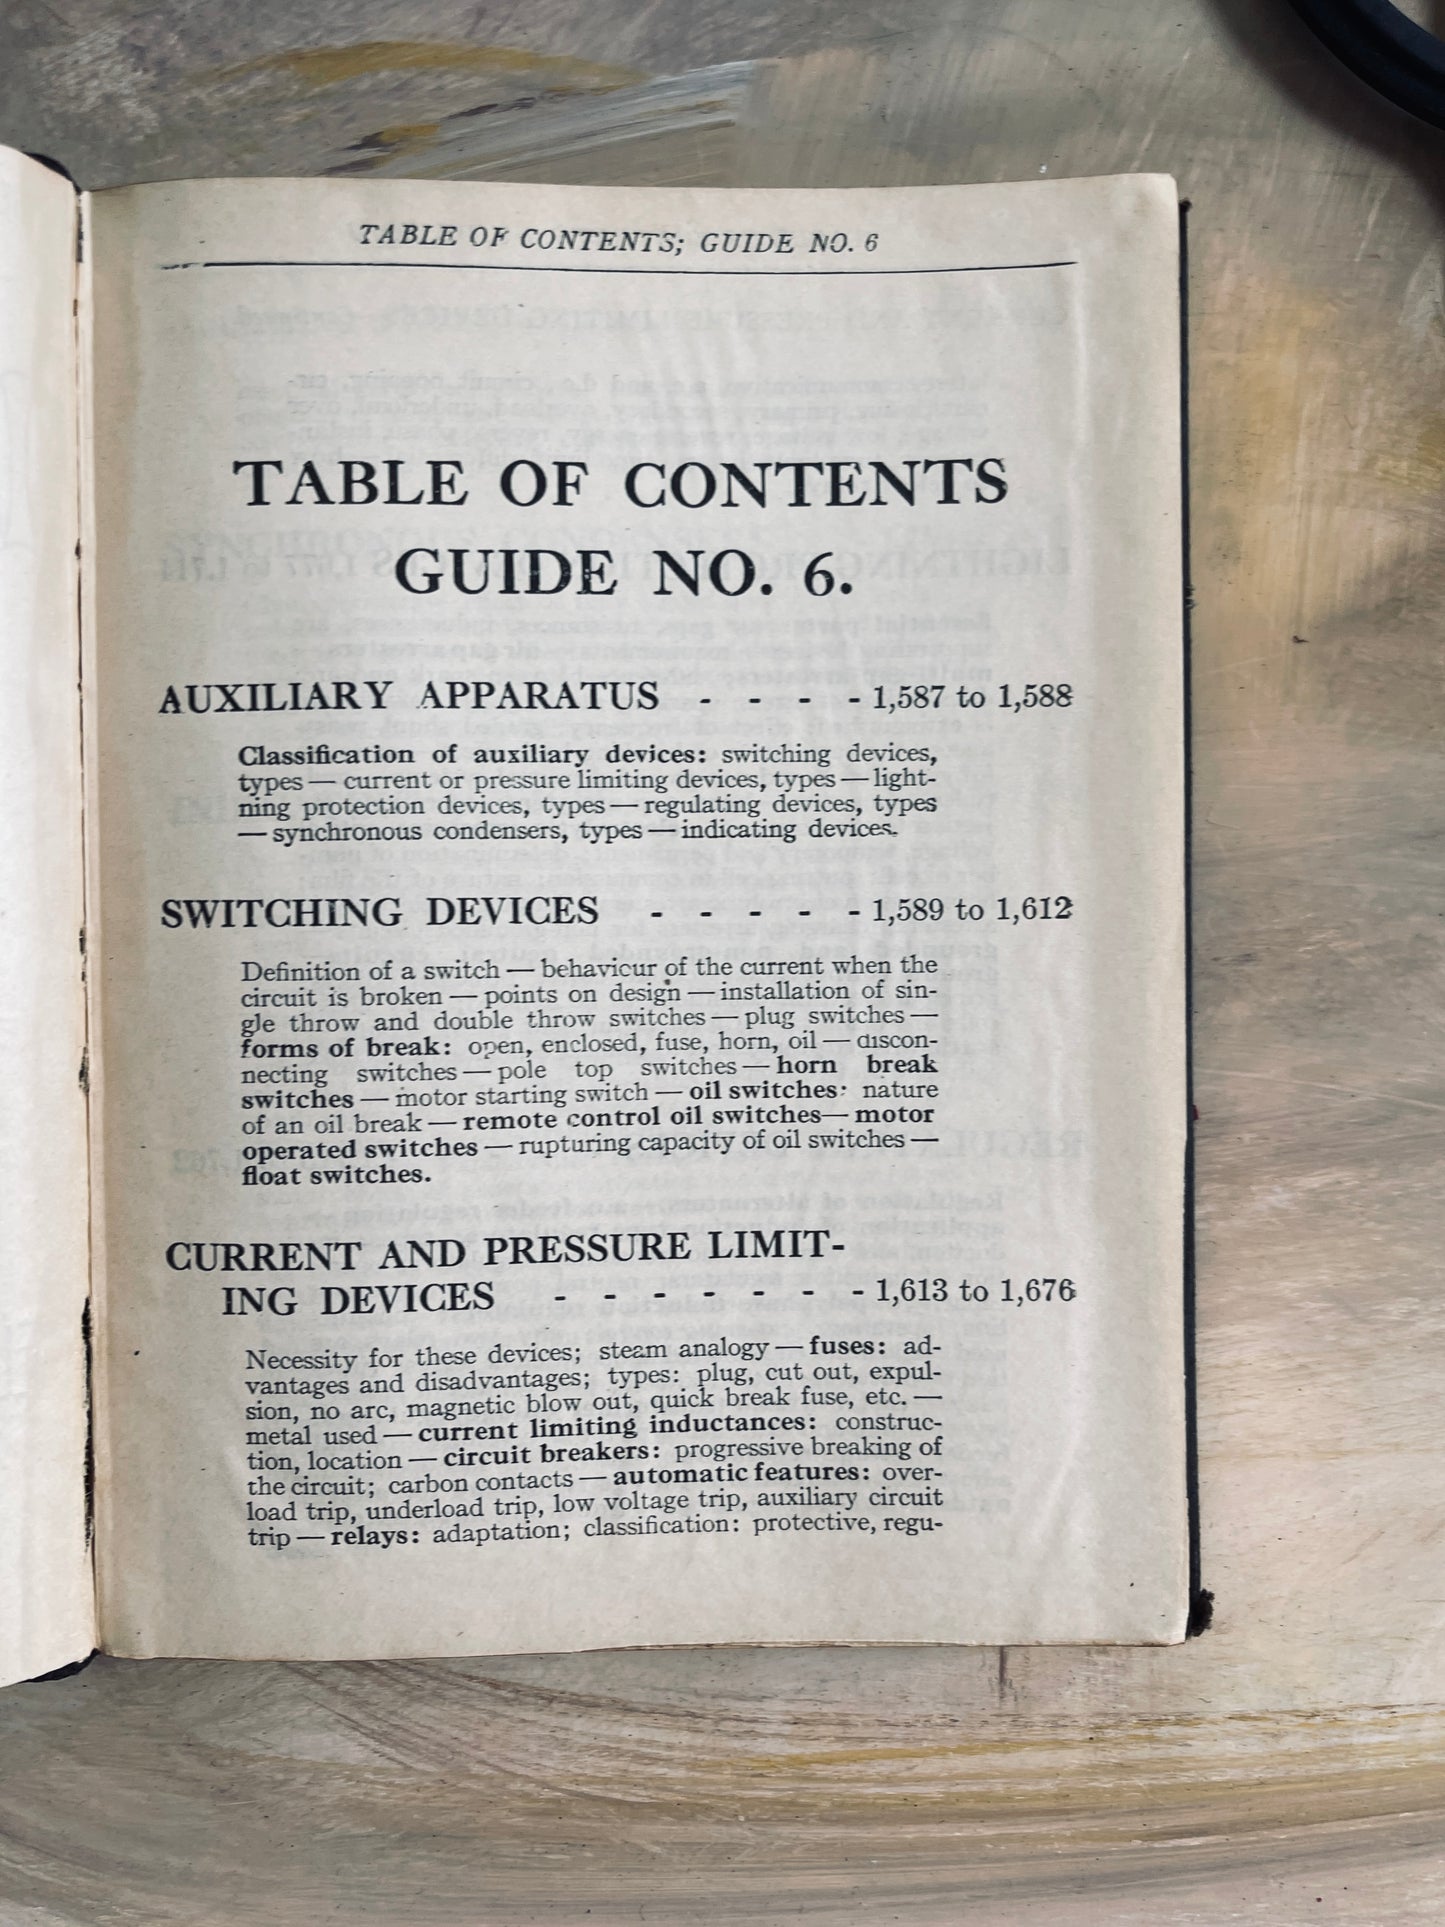 TABLE OF CONTENTS; GUIDE NO. 6
TABLE OF CONTENTS
GUIDE NO. 6.
AUXILIARY APPARATUS - - - - 1,587 to 1,588
Classification of auxiliary devices: switching devices,
types — current or pressure limiting devices, types — light-
ning protection devices, types — regulating devices, types
— synchronous condensers, types — indicating devices.
SWITCHING DEVICES - - - - - 1,589 to 1,612
Definition of a switch — behavicur of the current when the
circuit is broken — points on design — installation of sin-
gle throw and double throw switches — plug switches —
forms of break: open, enclosed, fuse, horn, oil — discon-
necting switches — pole top switches — horn break
switches — motor starting switch — oil switches: nature
of an oil break — remote control oil switches — motor
operated switches — rupturing capacity of oil switches —
float switches.
CURRENT AND PRESSURE LIMIT-
ING DEVICES - - - - - - - 1,613 to 1,676
Necessity for these devices; steam analogy — fuses: ad-
vantages and disadvantages; types: plug, cut out, expul-
sion, no arc, magnetic blow out, quick break fuse, etc. —
metal used — current limiting inductances: construc-
tion, location — circuit breakers: progressive breaking of
the circuit; carbon contacts — automatic features: over-
load trip, underload trip, low voltage trip, auxiliary circuit
trip — relays: adaptation; classification: protective, regu-